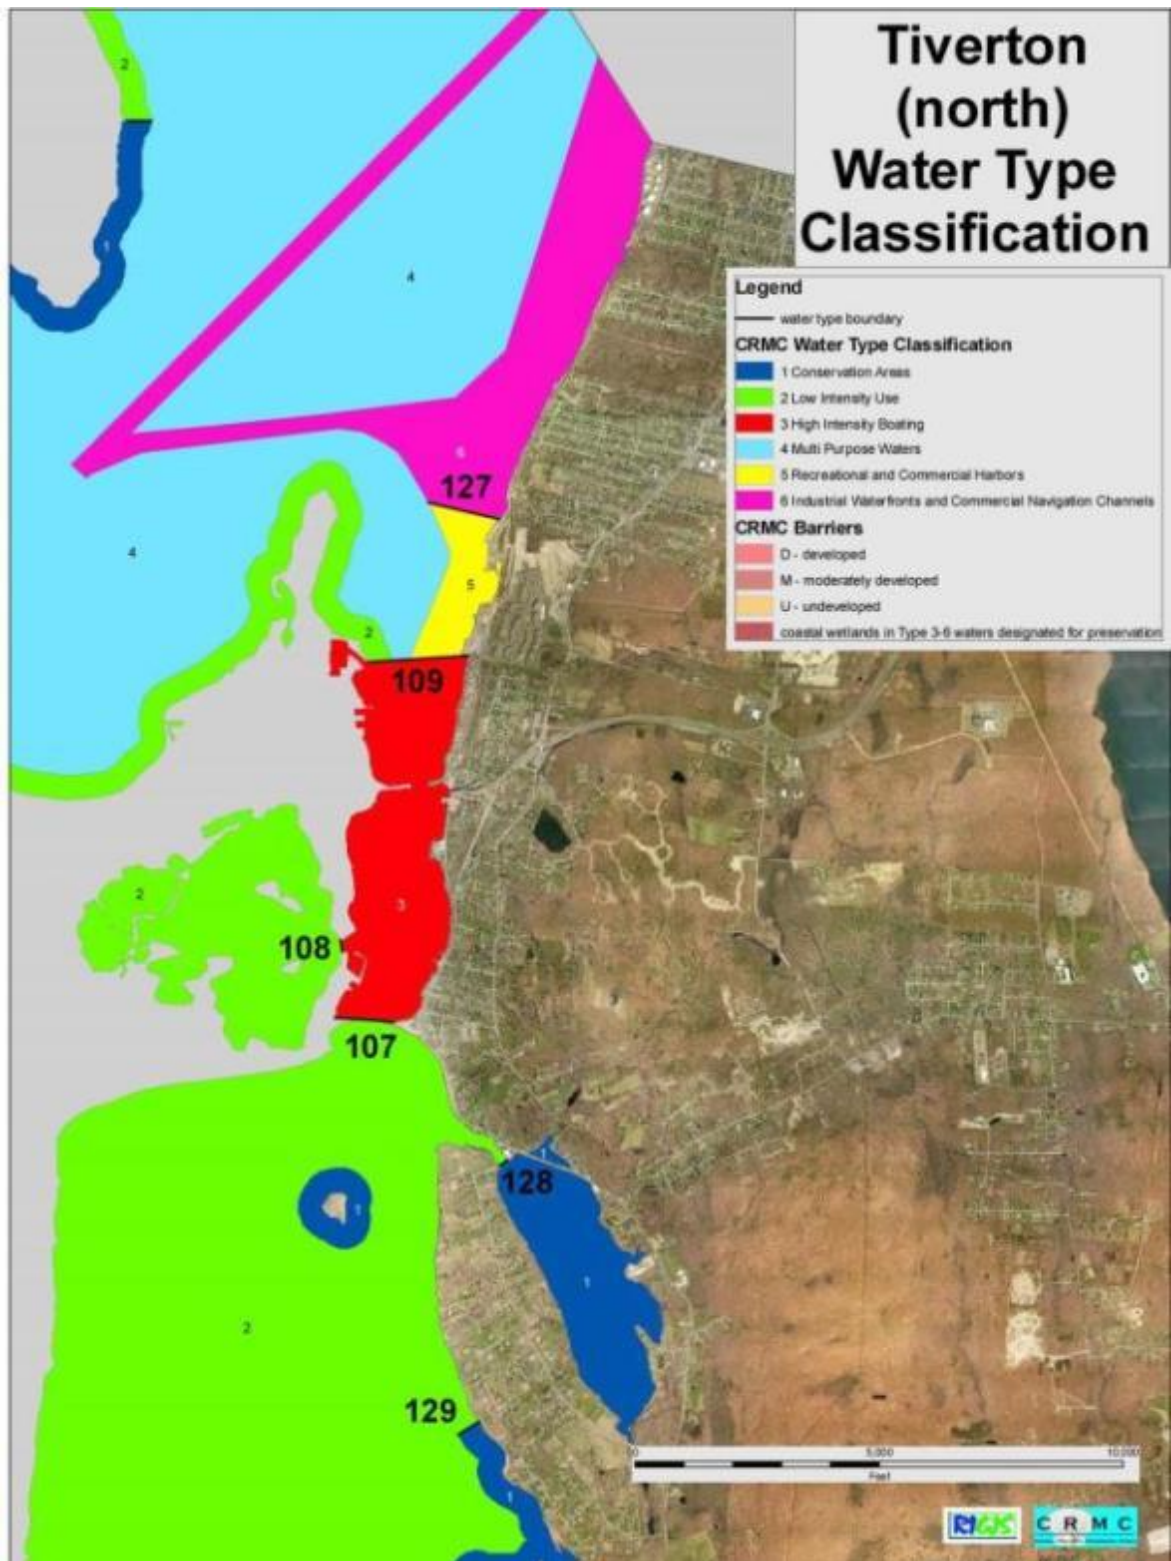 Tiverton
(north)
Water Type
Classification
Legend
water type boundary
CRMC Water Type Classification
1 Conservation Areas
2 Low Intensity Use
3 High Intensity Boating
4 Multi Purpose Waters
5 Recreational and Commercial Harbors
6 Industrial Waterfronts and Commercial Navigation Channels
CRMC Barriers
D - developed
M - moderately developed
U - undeveloped
coastal wetlands in Type 3-6 waters designated for preservation
2
1
4
6
127
4
5
2
109
2
3
108
107
1
128
1
1
2
129
1
0 5,000 10,000
Feet
RIGIS
C R M C